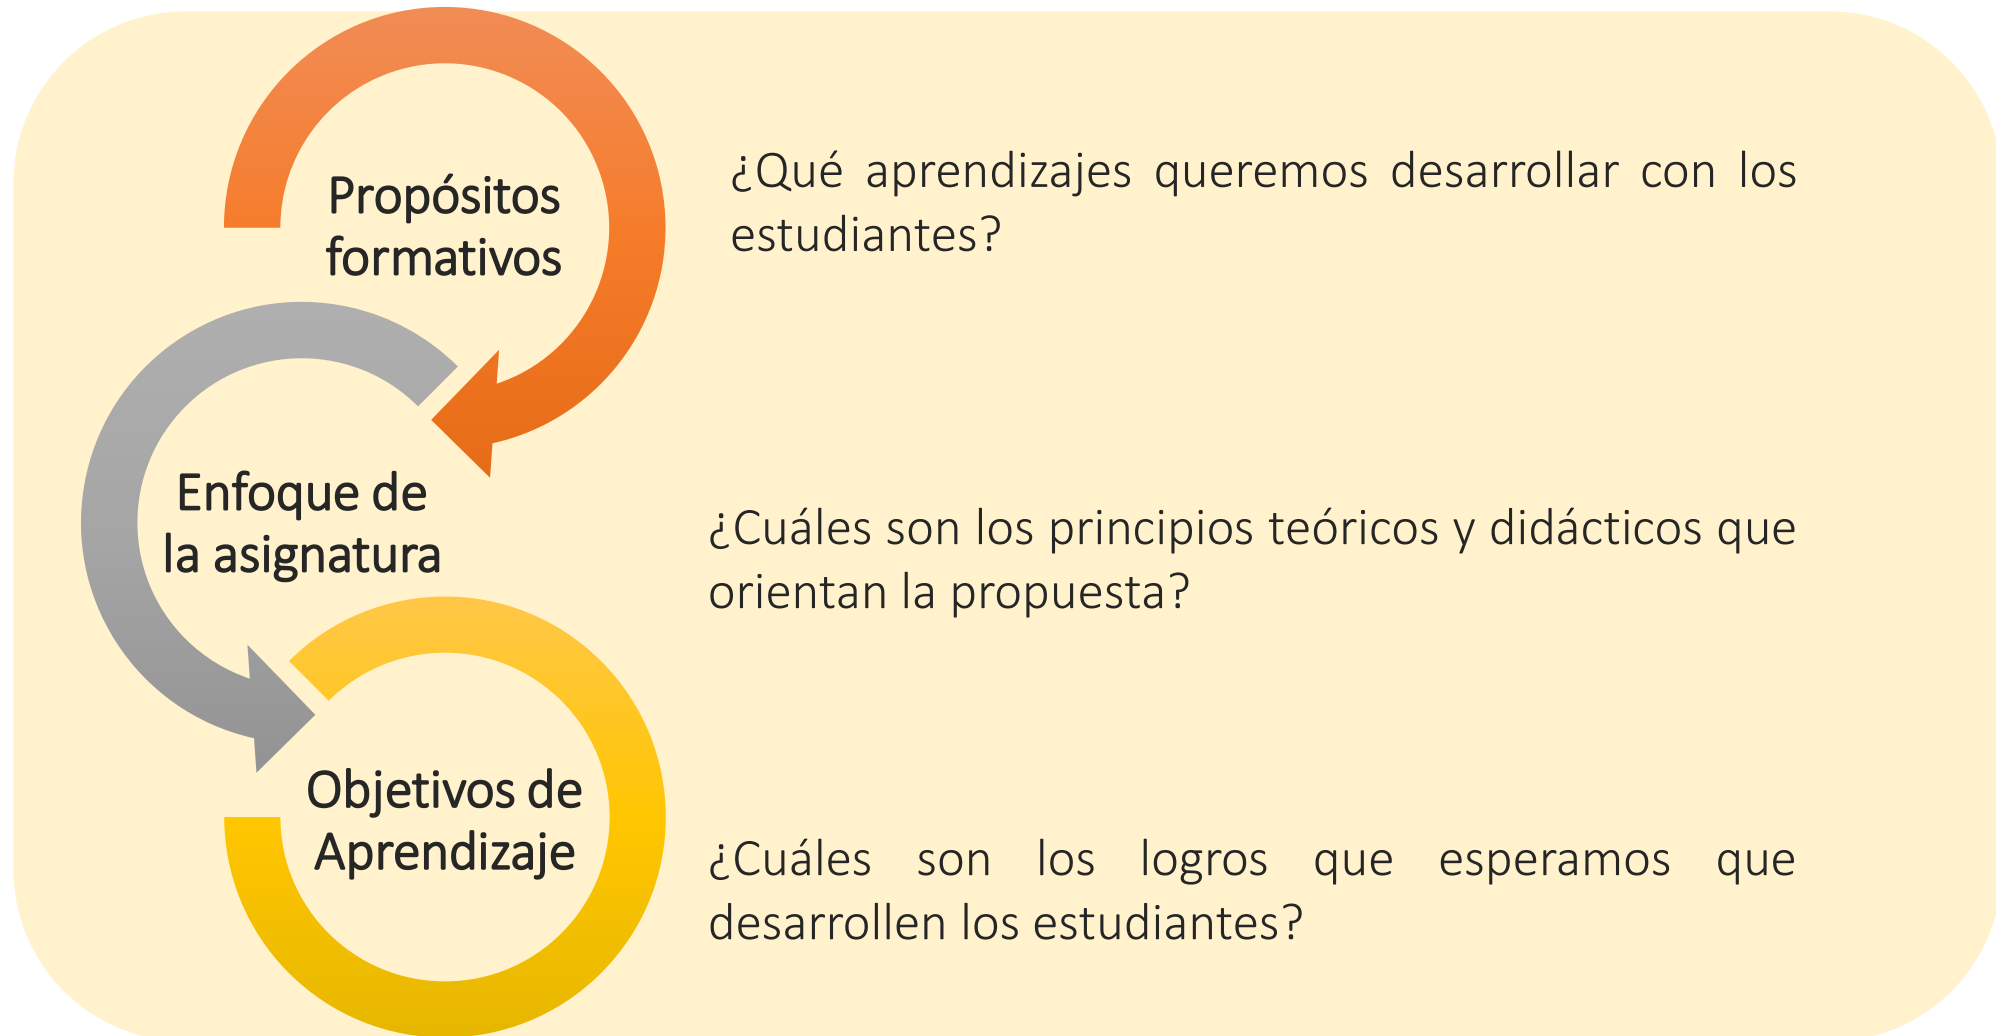 Propósitos
formativos
¿Qué aprendizajes queremos desarrollar con los
estudiantes?
Enfoque de
la asignatura
¿Cuáles son los principios teóricos y didácticos que
orientan la propuesta?
Objetivos de
Aprendizaje
¿Cuáles son los logros que esperamos que
desarrollen los estudiantes?